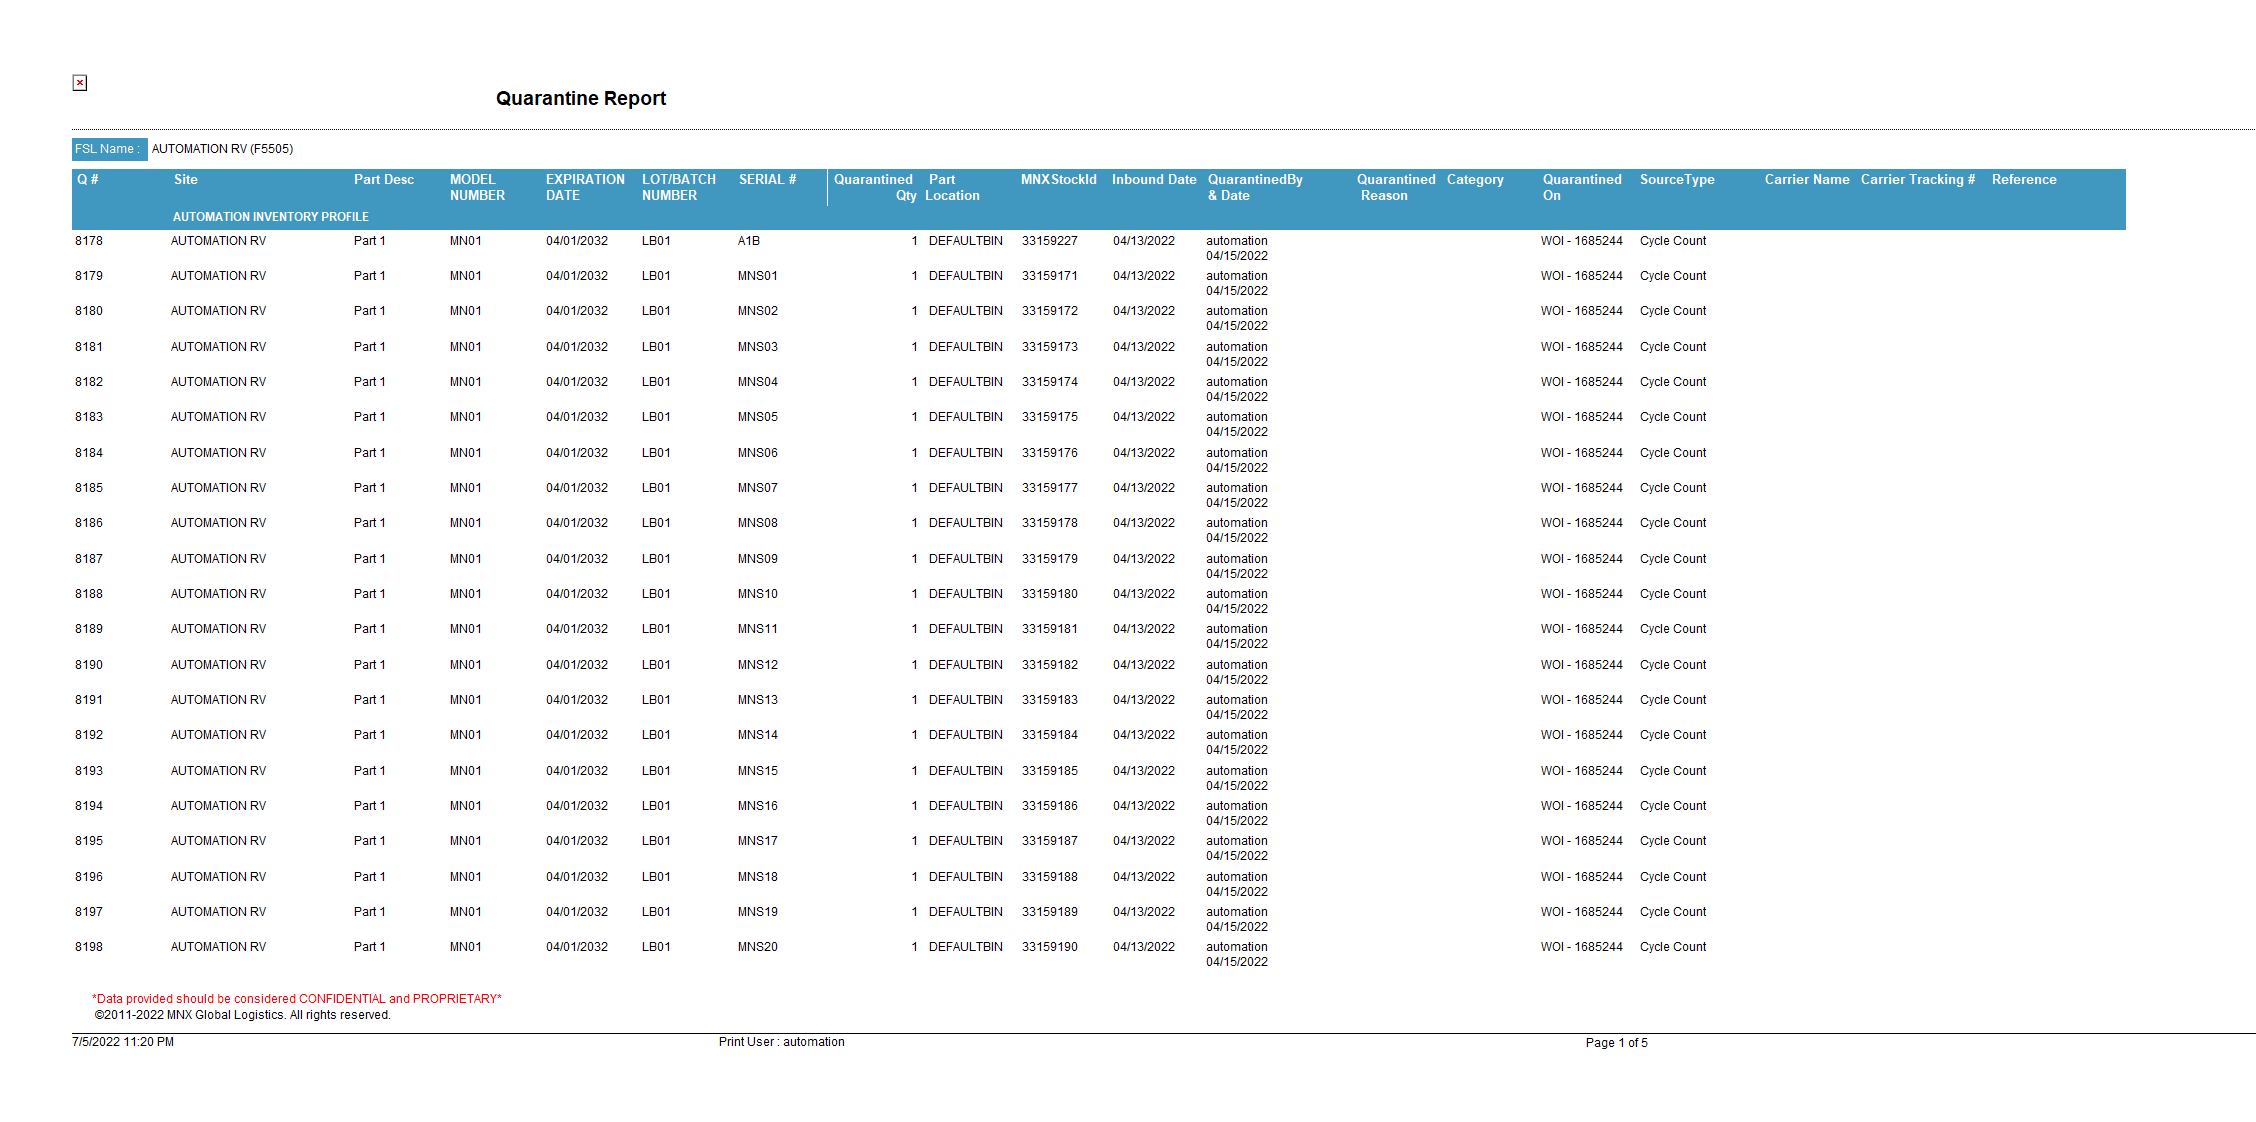 Quarantine Report
FSL Name : AUTOMATION RV (F5505)
Q # Site Part Desc MODEL NUMBER EXPIRATION DATE LOT/BATCH NUMBER SERIAL # Quarantined Qty Part Location MNXStockId Inbound Date QuarantinedBy & Date Quarantined Reason Category Quarantined On SourceType Carrier Name Carrier Tracking # Reference
AUTOMATION INVENTORY PROFILE
8178 AUTOMATION RV Part 1 MN01 04/01/2032 LB01 A1B 1 DEFAULTBIN 33159227 04/13/2022 automation 04/15/2022 WOI - 1685244 Cycle Count
8179 AUTOMATION RV Part 1 MN01 04/01/2032 LB01 MNS01 1 DEFAULTBIN 33159171 04/13/2022 automation 04/15/2022 WOI - 1685244 Cycle Count
8180 AUTOMATION RV Part 1 MN01 04/01/2032 LB01 MNS02 1 DEFAULTBIN 33159172 04/13/2022 automation 04/15/2022 WOI - 1685244 Cycle Count
8181 AUTOMATION RV Part 1 MN01 04/01/2032 LB01 MNS03 1 DEFAULTBIN 33159173 04/13/2022 automation 04/15/2022 WOI - 1685244 Cycle Count
8182 AUTOMATION RV Part 1 MN01 04/01/2032 LB01 MNS04 1 DEFAULTBIN 33159174 04/13/2022 automation 04/15/2022 WOI - 1685244 Cycle Count
8183 AUTOMATION RV Part 1 MN01 04/01/2032 LB01 MNS05 1 DEFAULTBIN 33159175 04/13/2022 automation 04/15/2022 WOI - 1685244 Cycle Count
8184 AUTOMATION RV Part 1 MN01 04/01/2032 LB01 MNS06 1 DEFAULTBIN 33159176 04/13/2022 automation 04/15/2022 WOI - 1685244 Cycle Count
8185 AUTOMATION RV Part 1 MN01 04/01/2032 LB01 MNS07 1 DEFAULTBIN 33159177 04/13/2022 automation 04/15/2022 WOI - 1685244 Cycle Count
8186 AUTOMATION RV Part 1 MN01 04/01/2032 LB01 MNS08 1 DEFAULTBIN 33159178 04/13/2022 automation 04/15/2022 WOI - 1685244 Cycle Count
8187 AUTOMATION RV Part 1 MN01 04/01/2032 LB01 MNS09 1 DEFAULTBIN 33159179 04/13/2022 automation 04/15/2022 WOI - 1685244 Cycle Count
8188 AUTOMATION RV Part 1 MN01 04/01/2032 LB01 MNS10 1 DEFAULTBIN 33159180 04/13/2022 automation 04/15/2022 WOI - 1685244 Cycle Count
8189 AUTOMATION RV Part 1 MN01 04/01/2032 LB01 MNS11 1 DEFAULTBIN 33159181 04/13/2022 automation 04/15/2022 WOI - 1685244 Cycle Count
8190 AUTOMATION RV Part 1 MN01 04/01/2032 LB01 MNS12 1 DEFAULTBIN 33159182 04/13/2022 automation 04/15/2022 WOI - 1685244 Cycle Count
8191 AUTOMATION RV Part 1 MN01 04/01/2032 LB01 MNS13 1 DEFAULTBIN 33159183 04/13/2022 automation 04/15/2022 WOI - 1685244 Cycle Count
8192 AUTOMATION RV Part 1 MN01 04/01/2032 LB01 MNS14 1 DEFAULTBIN 33159184 04/13/2022 automation 04/15/2022 WOI - 1685244 Cycle Count
8193 AUTOMATION RV Part 1 MN01 04/01/2032 LB01 MNS15 1 DEFAULTBIN 33159185 04/13/2022 automation 04/15/2022 WOI - 1685244 Cycle Count
8194 AUTOMATION RV Part 1 MN01 04/01/2032 LB01 MNS16 1 DEFAULTBIN 33159186 04/13/2022 automation 04/15/2022 WOI - 1685244 Cycle Count
8195 AUTOMATION RV Part 1 MN01 04/01/2032 LB01 MNS17 1 DEFAULTBIN 33159187 04/13/2022 automation 04/15/2022 WOI - 1685244 Cycle Count
8196 AUTOMATION RV Part 1 MN01 04/01/2032 LB01 MNS18 1 DEFAULTBIN 33159188 04/13/2022 automation 04/15/2022 WOI - 1685244 Cycle Count
8197 AUTOMATION RV Part 1 MN01 04/01/2032 LB01 MNS19 1 DEFAULTBIN 33159189 04/13/2022 automation 04/15/2022 WOI - 1685244 Cycle Count
8198 AUTOMATION RV Part 1 MN01 04/01/2032 LB01 MNS20 1 DEFAULTBIN 33159190 04/13/2022 automation 04/15/2022 WOI - 1685244 Cycle Count
*Data provided should be considered CONFIDENTIAL and PROPRIETARY*
©2011-2022 MNX Global Logistics. All rights reserved.
7/5/2022 11:20 PM Print User : automation Page 1 of 5